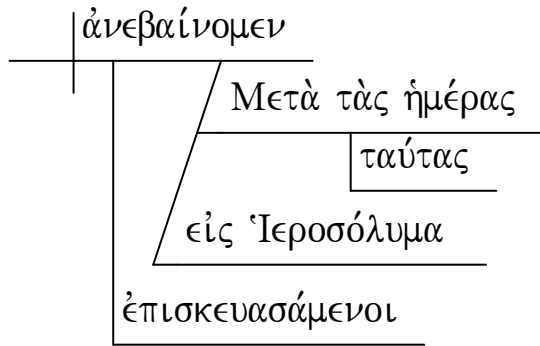 ἀνεβαίνομεν
Μετὰ τὰς ἡμέρας
ταύτας
εἰς Ἱεροσόλυμα
ἐπισκευασάμενοι